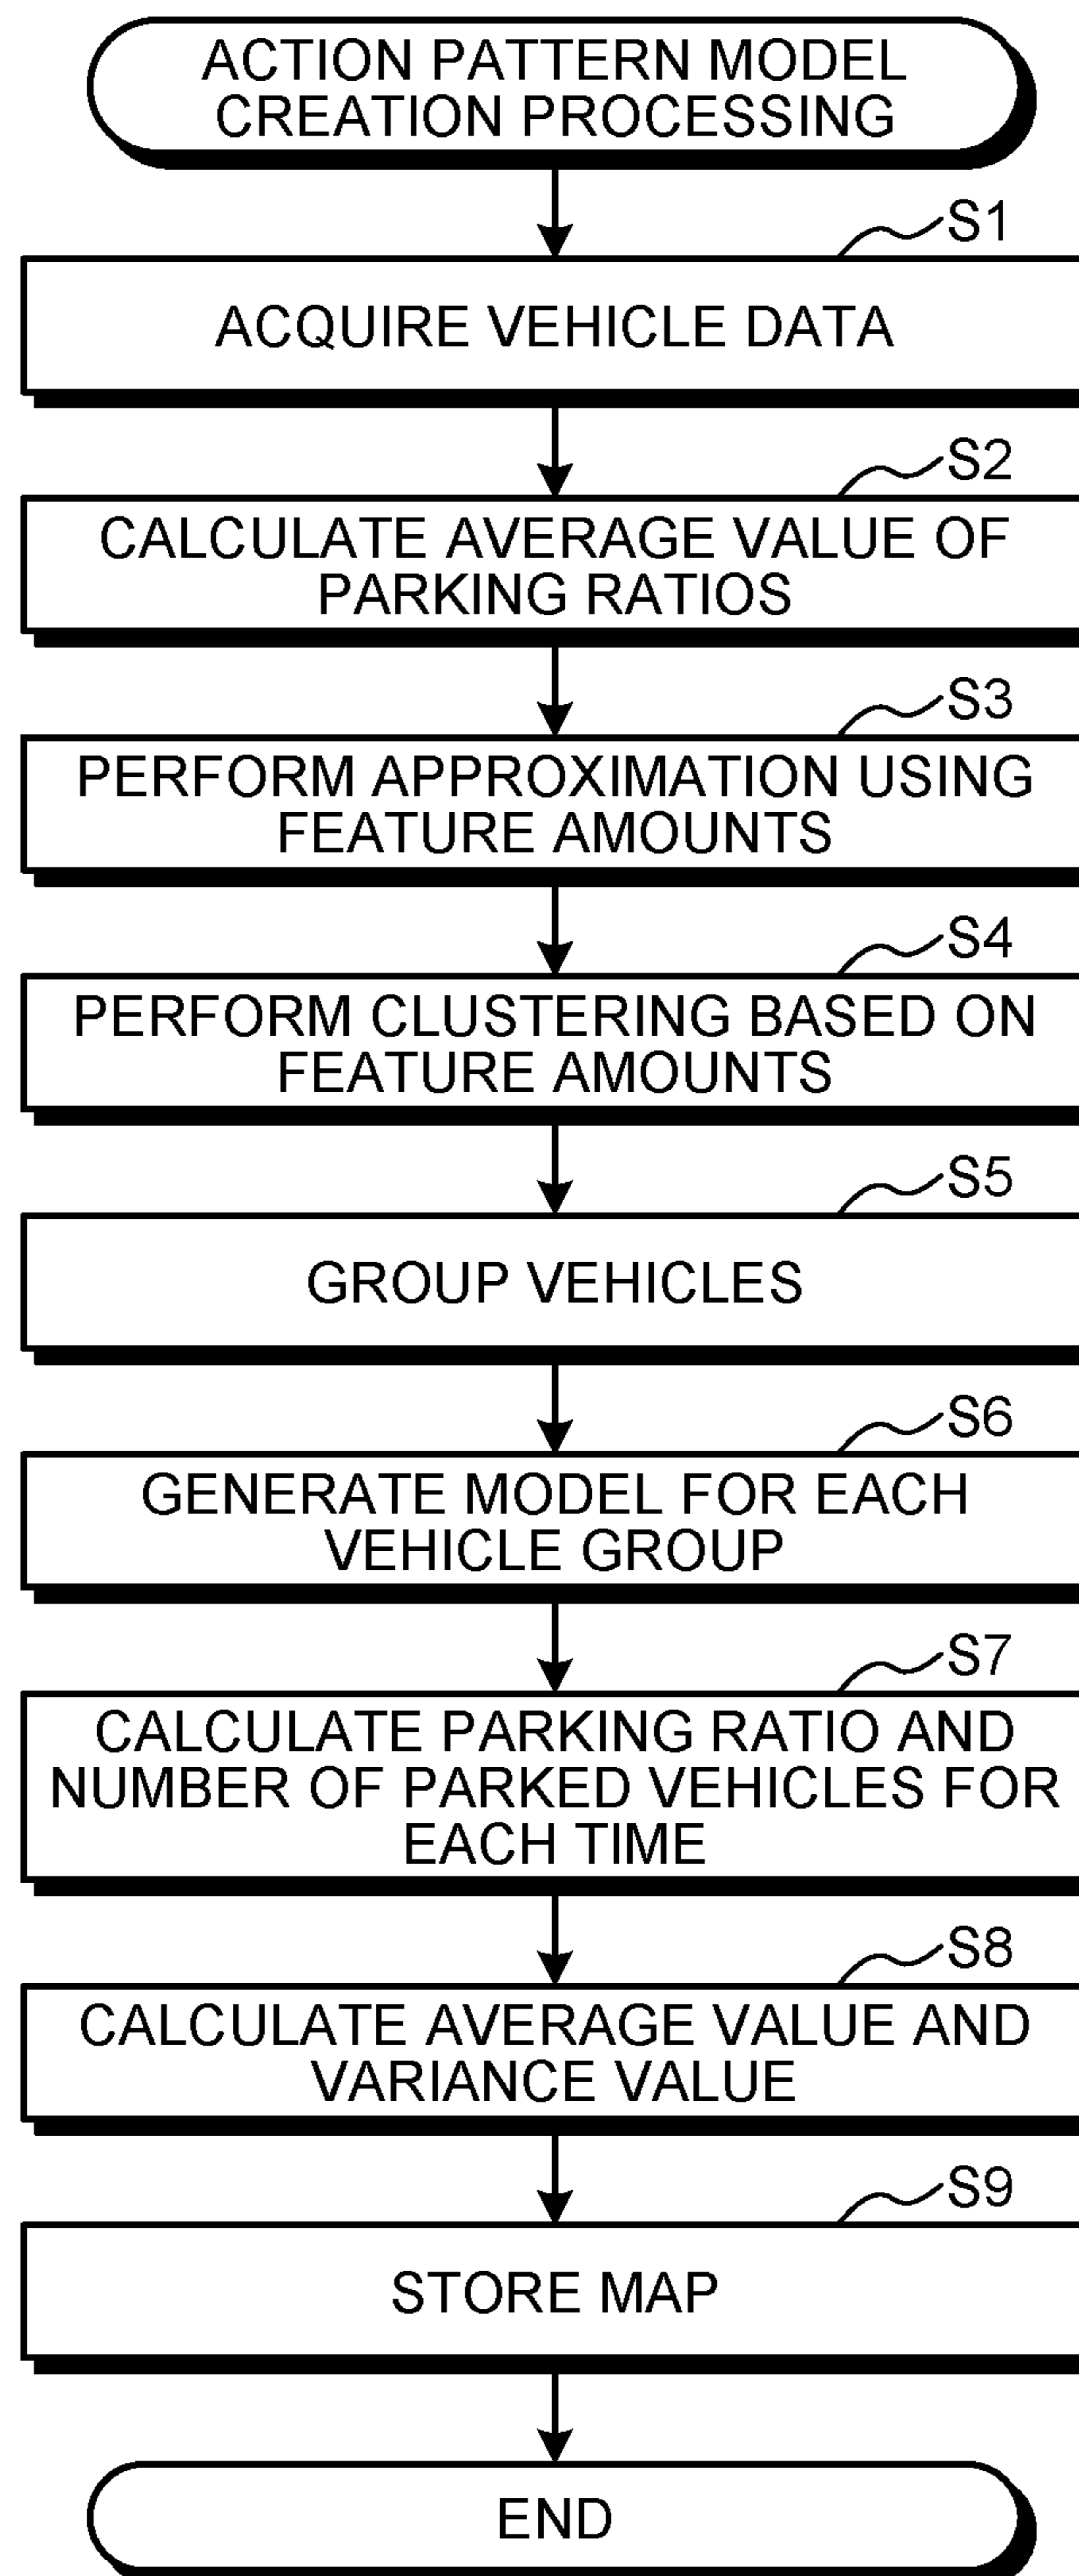 ACTION PATTERN MODEL
CREATION PROCESSING
S1
ACQUIRE VEHICLE DATA
S2
CALCULATE AVERAGE VALUE OF
PARKING RATIOS
S3
PERFORM APPROXIMATION USING
FEATURE AMOUNTS
S4
PERFORM CLUSTERING BASED ON
FEATURE AMOUNTS
S5
GROUP VEHICLES
S6
GENERATE MODEL FOR EACH
VEHICLE GROUP
S7
CALCULATE PARKING RATIO AND
NUMBER OF PARKED VEHICLES FOR
EACH TIME
S8
CALCULATE AVERAGE VALUE AND
VARIANCE VALUE
S9
STORE MAP
END